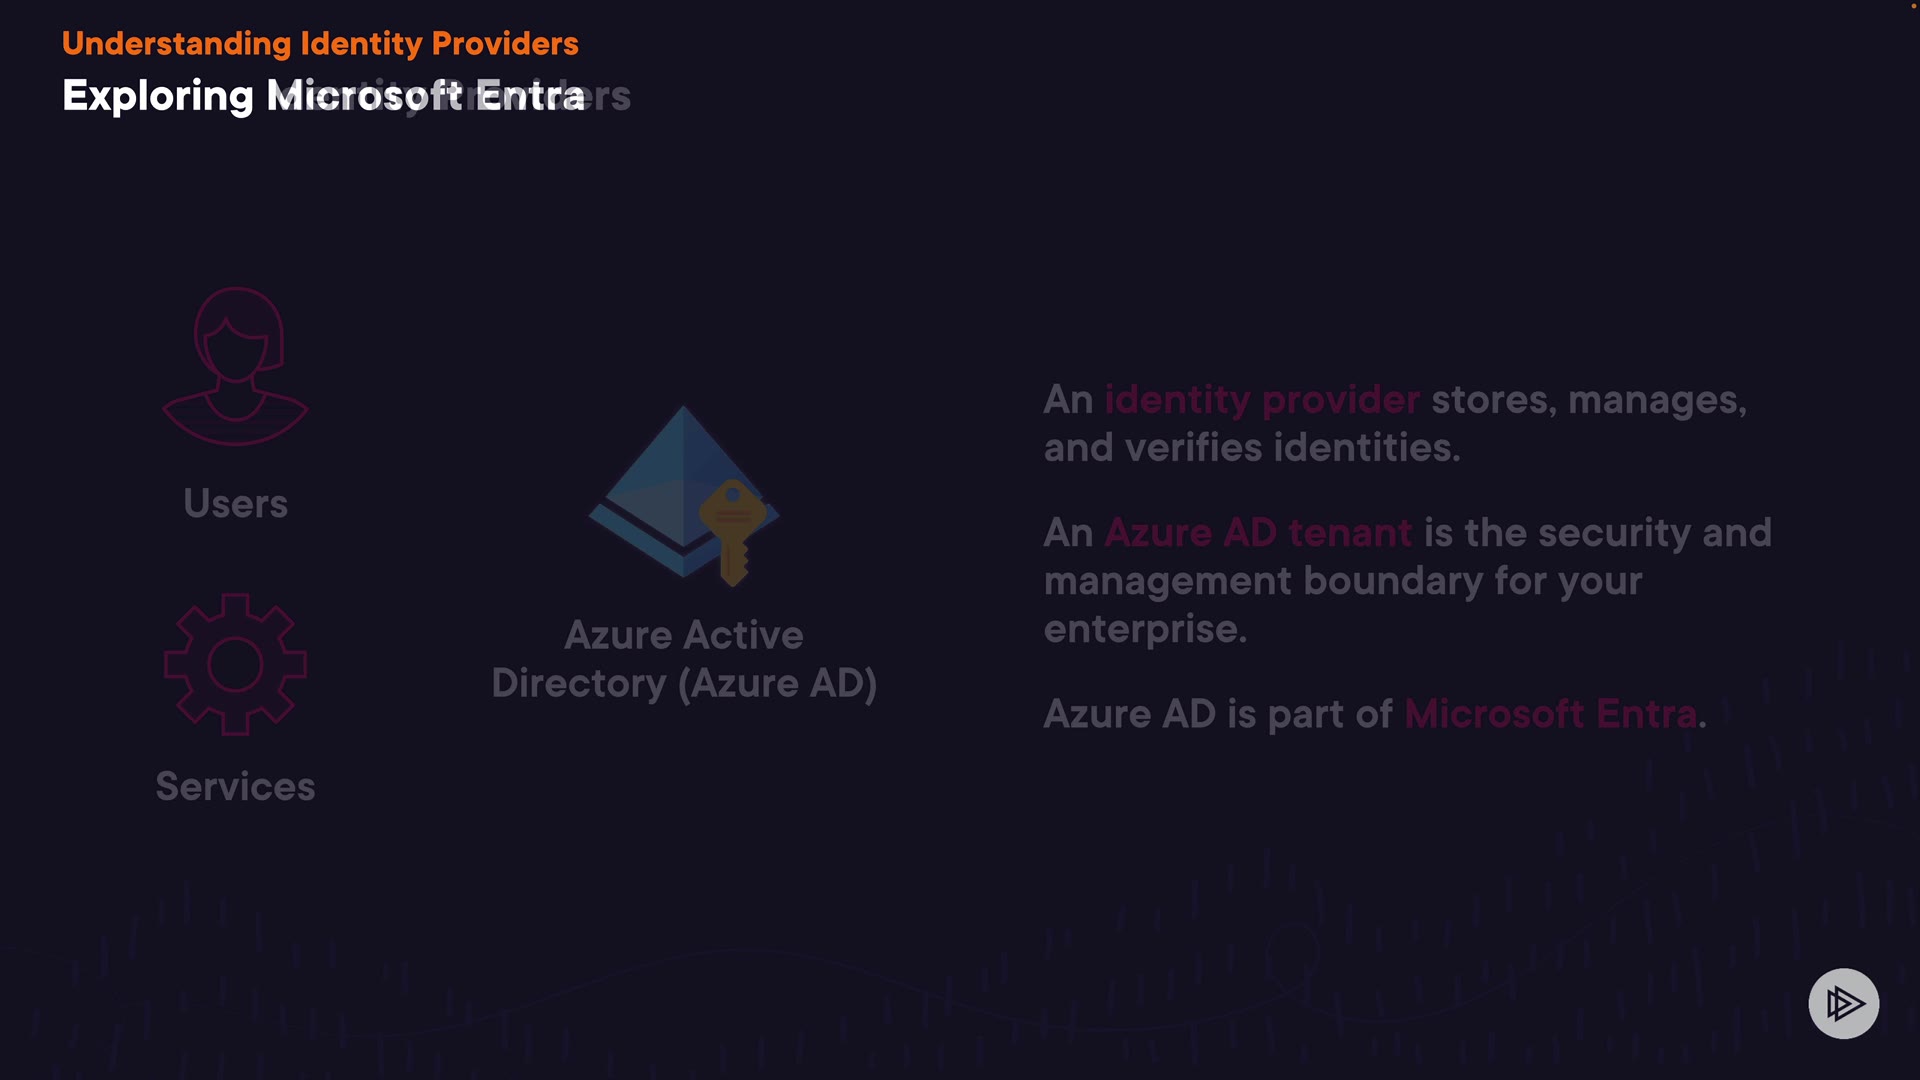 Understanding Identity Providers
Exploring Microsoft Entra
Identity Providers
Users
Services
Azure Active
Directory (Azure AD)
An identity provider stores, manages,
and verifies identities.
An Azure AD tenant is the security and
management boundary for your
enterprise.
Azure AD is part of Microsoft Entra.